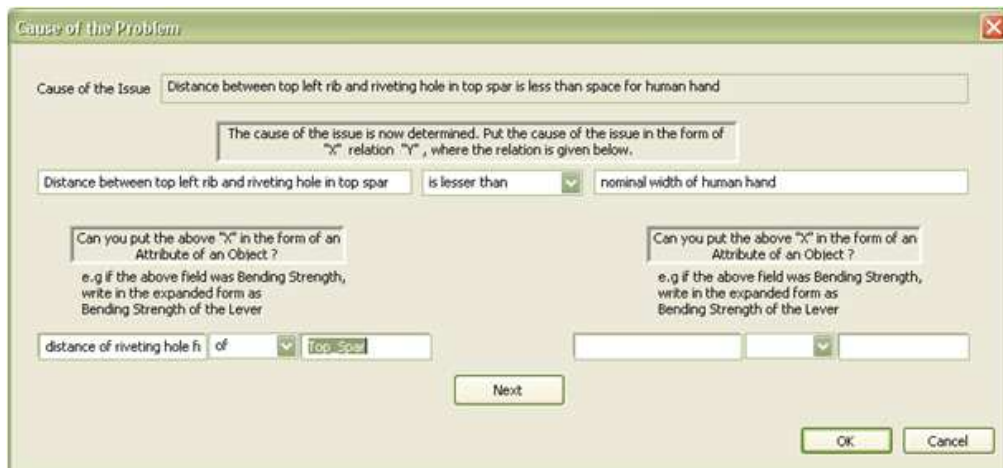 Cause of the Problem
Cause of the Issue Distance between top left rib and riveting hole in top spar is less than space for human hand
The cause of the issue is now determined. Put the cause of the issue in the form of
"X" relation "Y" , where the relation is given below.
Distance between top left rib and riveting hole in top spar is lesser than nominal width of human hand
Can you put the above "X" in the form of an
Attribute of an Object ?
e.g if the above field was Bending Strength,
write in the expanded form as
Bending Strength of the Lever
Can you put the above "X" in the form of an
Attribute of an Object ?
e.g if the above field was Bending Strength,
write in the expanded form as
Bending Strength of the Lever
distance of riveting hole of Top_Spar
Next
OK Cancel